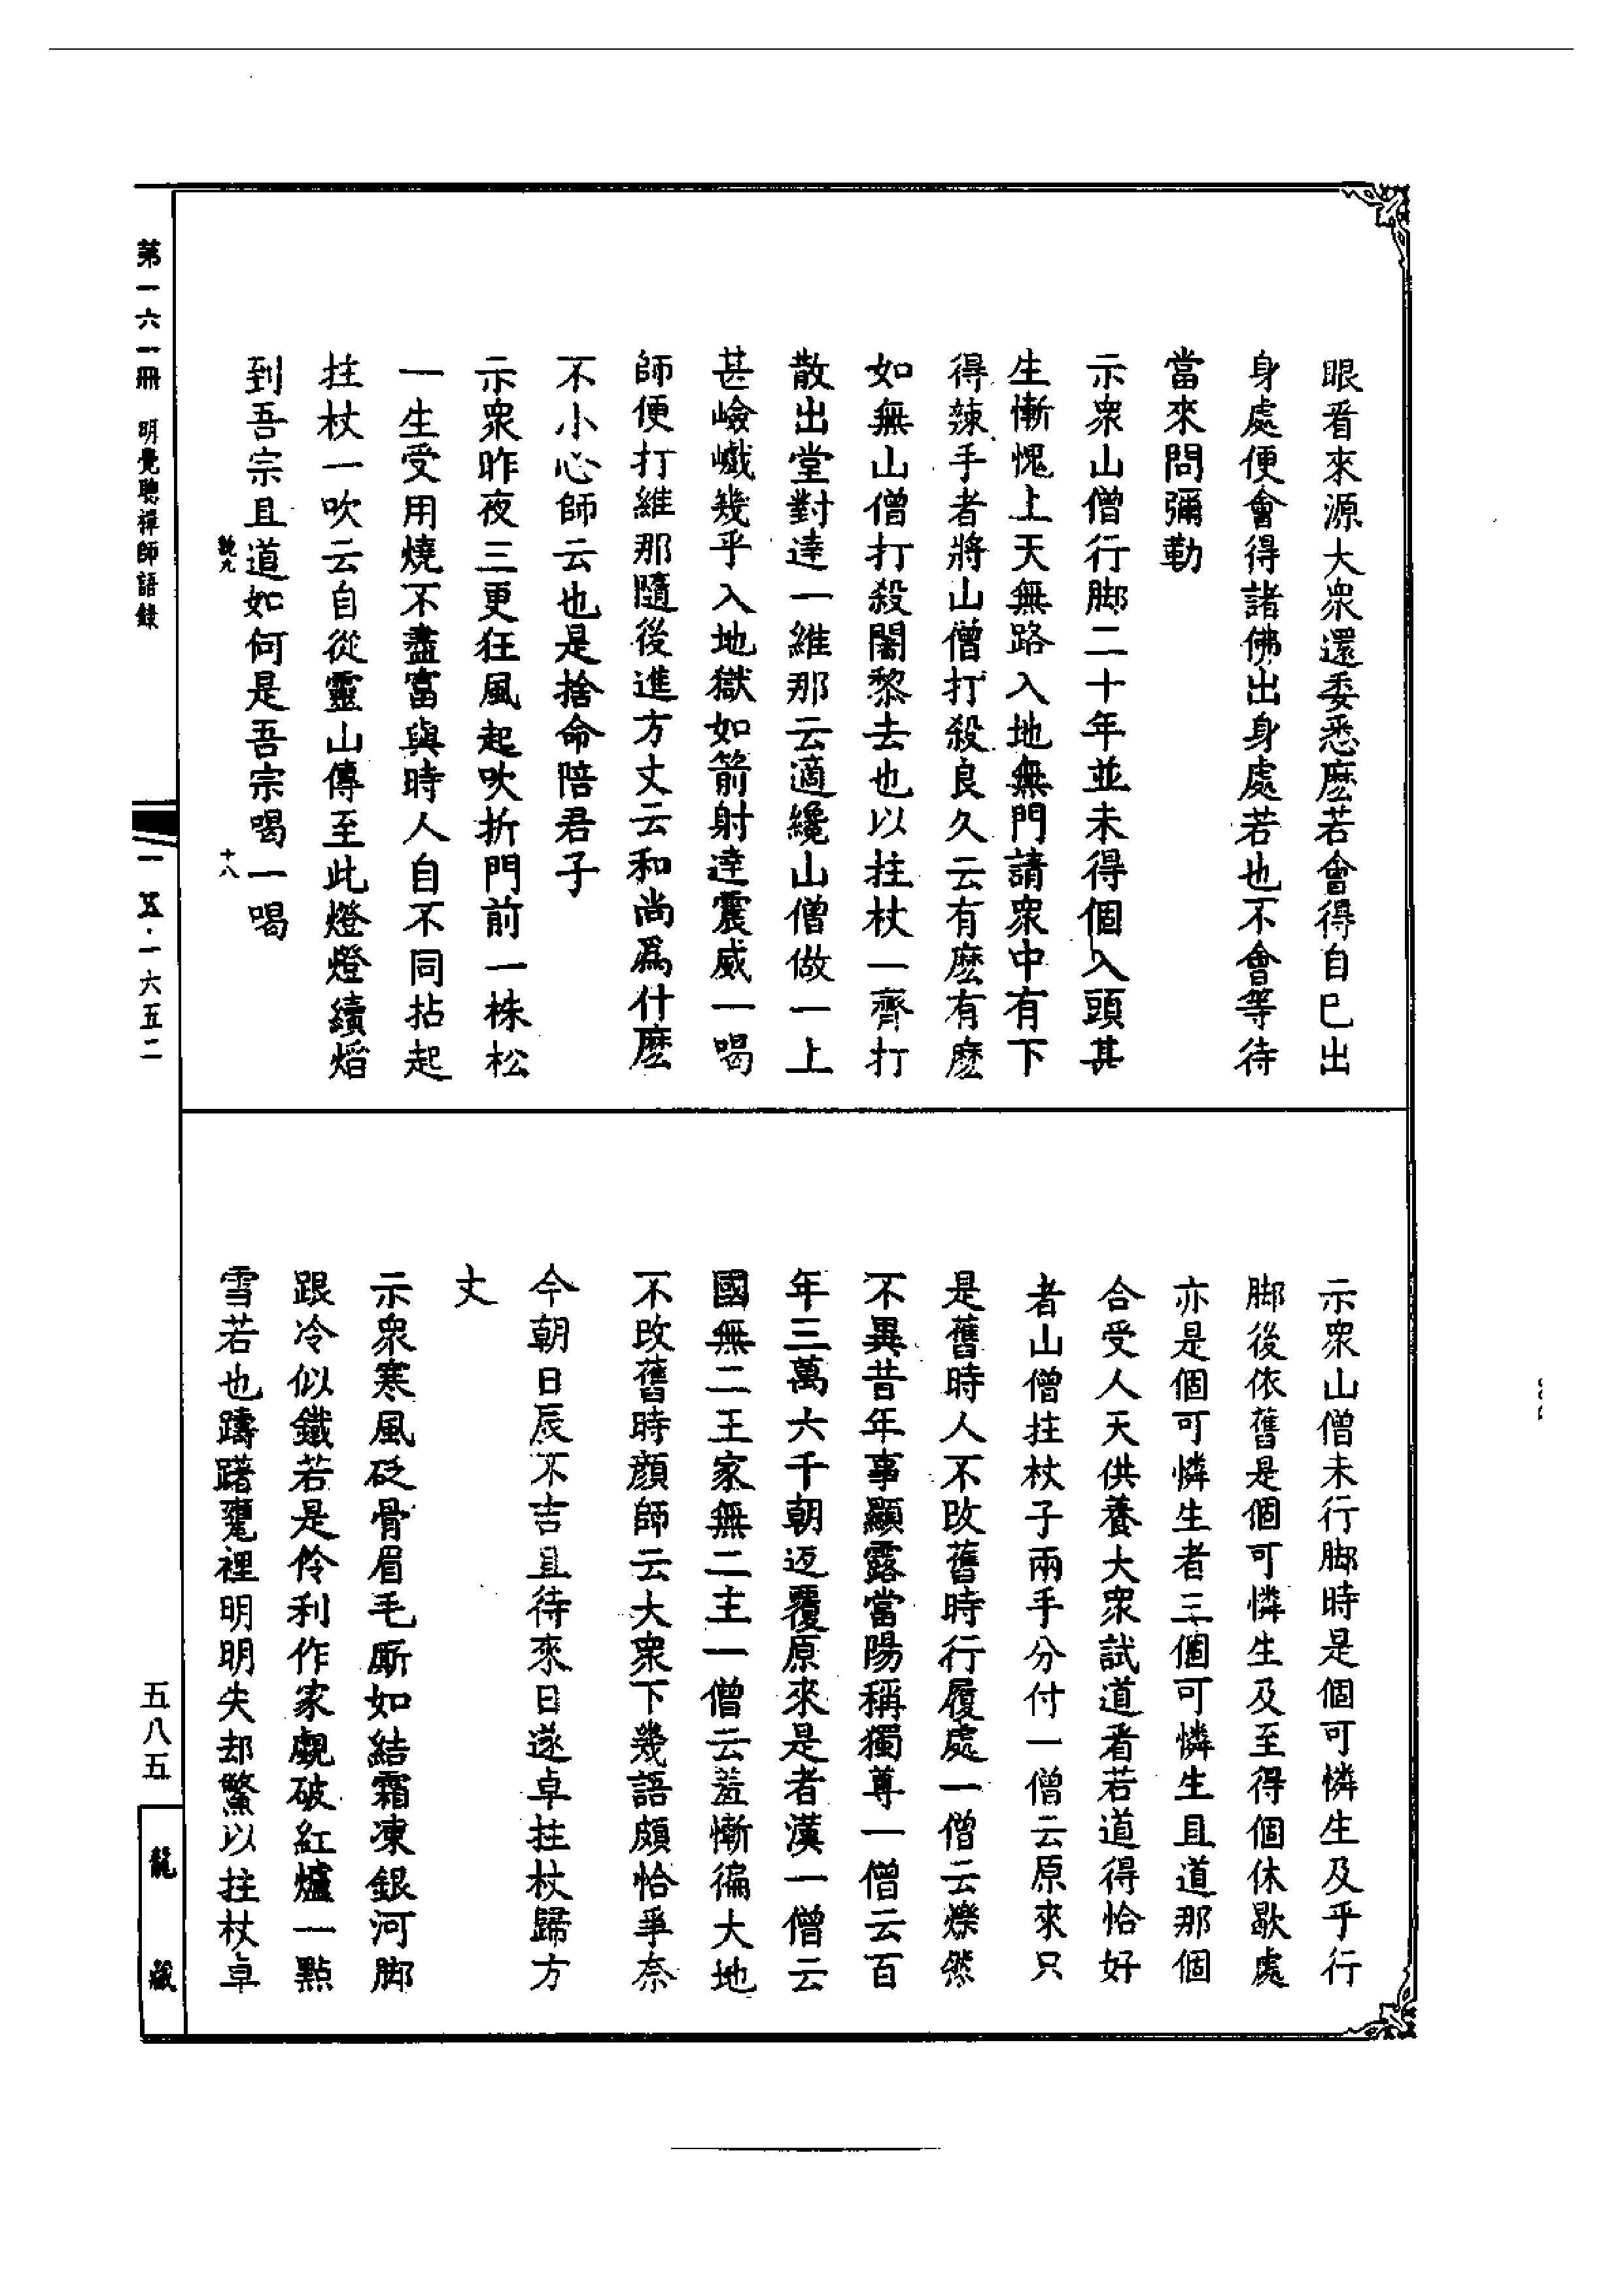 眼看來源大衆還委悉麽若會得自巳出
身處便會得諸佛出身處若也不會等待
當來問彌勒
示衆山僧行脚二十年並未得個入頭甚
生慚愧上天無路入地無門請衆中有下
得辣手者將山僧打殺良久云有麽有麽
如無山僧打殺闍黎去也以拄杖一齊打
散出堂對達一維那云適纔山僧做一上
甚嶮巇幾乎入地獄如箭射達震威一喝
師便打維那隨後進方丈云和尚爲什麽
不小心師云也是捨命陪君子
示衆昨夜三更狂風起吹折門前一株松
一生受用燒不盡富與時人自不同拈起
拄杖一吹云自從靈山傳至此燈燈續焰
到吾宗且道如何是吾宗喝一喝
十八
示衆山僧未行脚時是個可憐生及乎行
脚後依舊是個可憐生及至得個休歇處
亦是個可憐生者三個可憐生且道那個
合受人天供養大衆試道看若道得恰好
者山僧拄杖子兩手分付一僧云原來只
是舊時人不改舊時行履處一僧云爍然
不異昔年事顯露當陽稱獨尊一僧云百
年三萬六千朝返覆原來是者漢一僧云
國無二王家無二主一僧云羞慚徧大地
不改舊時顔師云大衆下幾語頗恰爭奈
今朝日辰不吉且待來日遂卓拄杖歸方
丈
示衆寒風砭骨眉毛厮如結霜凍銀河脚
跟冷似鐵若是伶利作家覷破紅爐一點
雪若也躊躇甕裡明明失却鱉以拄杖卓
第一六一冊 明覺聰禪師語錄
一五·一六五二
五八五
龍藏